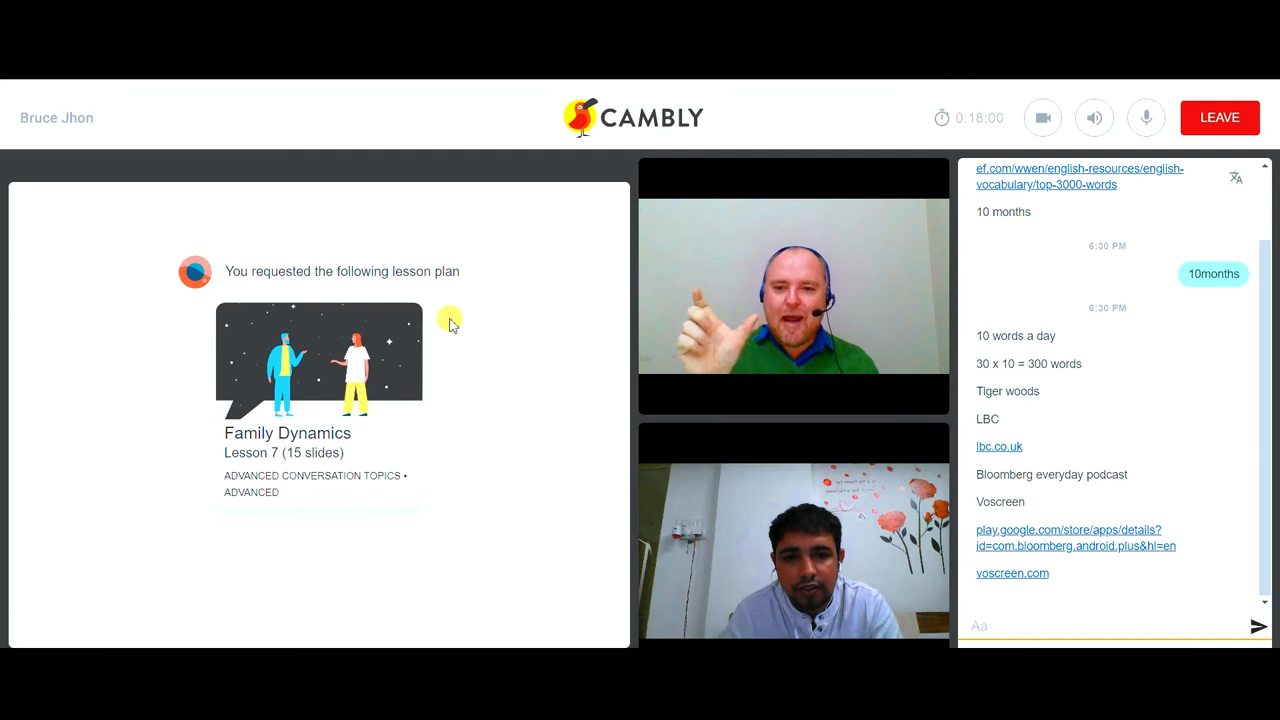 Bruce Jhon
CAMBLY
0:18:00
LEAVE
You requested the following lesson plan
Family Dynamics
Lesson 7 (15 slides)
ADVANCED CONVERSATION TOPICS •
ADVANCED
ef.com/wwen/english-resources/english-
vocabulary/top-3000-words
10 months
6:30 PM
10months
6:30 PM
10 words a day
30 x 10 = 300 words
Tiger woods
LBC
lbc.co.uk
Bloomberg everyday podcast
Voscreen
play.google.com/store/apps/details?
id=com.bloomberg.android.plus&hl=en
voscreen.com
Aa